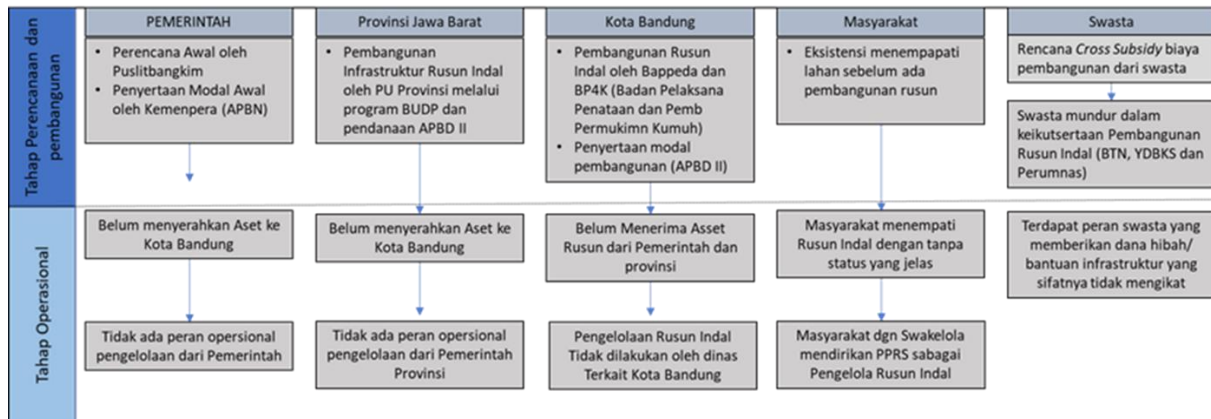 Tahap Perencanaan dan
pembangunan
PEMERINTAH
• Perencana Awal oleh
Puslitbangkim
• Penyertaan Modal Awal
oleh Kemenpera (APBN)
Provinsi Jawa Barat
• Pembangunan
Infrastruktur Rusun Indal
oleh PU Provinsi melalui
program BUDP dan
pendanaan APBD II
Kota Bandung
• Pembangunan Rusun
Indal oleh Bappeda dan
BP4K (Badan Pelaksana
Penataan dan Pemb
Permukimn Kumuh)
• Penyertaan modal
pembangunan (APBD II)
Masyarakat
• Eksistensi menempapati
lahan sebelum ada
pembangunan rusun
Swasta
Rencana Cross Subsidy biaya
pembangunan dari swasta
Swasta mundur dalam
keikutsertaan Pembangunan
Rusun Indal (BTN, YDBKS dan
Perumnas)
Tahap Operasional
Belum menyerahkan Aset ke
Kota Bandung
Belum menyerahkan Aset ke
Kota Bandung
Belum Menerima Asset
Rusun dari Pemerintah dan
provinsi
Masyarakat menempati
Rusun Indal dengan tanpa
status yang jelas
Terdapat peran swasta yang
memberikan dana hibah/
bantuan infrastruktur yang
sifatnya tidak mengikat
Tidak ada peran opersional
pengelolaan dari Pemerintah
Tidak ada peran opersional
pengelolaan dari Pemerintah
Provinsi
Pengelolaan Rusun Indal
Tidak dilakukan oleh dinas
Terkait Kota Bandung
Masyarakat dgn Swakelola
mendirikan PPRS sabagai
Pengelola Rusun Indal